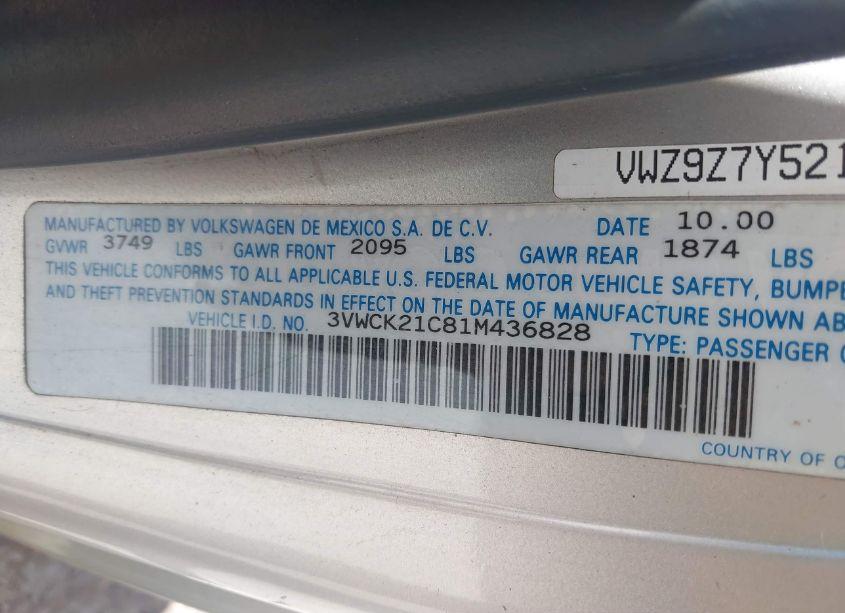 VWZ9Z7Y521
MANUFACTURED BY VOLKSWAGEN DE MEXICO S.A. DE C.V. DATE 10.00
GVWR 3749 LBS GAWR FRONT 2095 LBS GAWR REAR 1874 LBS
THIS VEHICLE CONFORMS TO ALL APPLICABLE U.S. FEDERAL MOTOR VEHICLE SAFETY, BUMPE
AND THEFT PREVENTION STANDARDS IN EFFECT ON THE DATE OF MANUFACTURE SHOWN AB
VEHICLE I.D. NO. 3VWCK21C81M436828 TYPE: PASSENGER
COUNTRY OF O